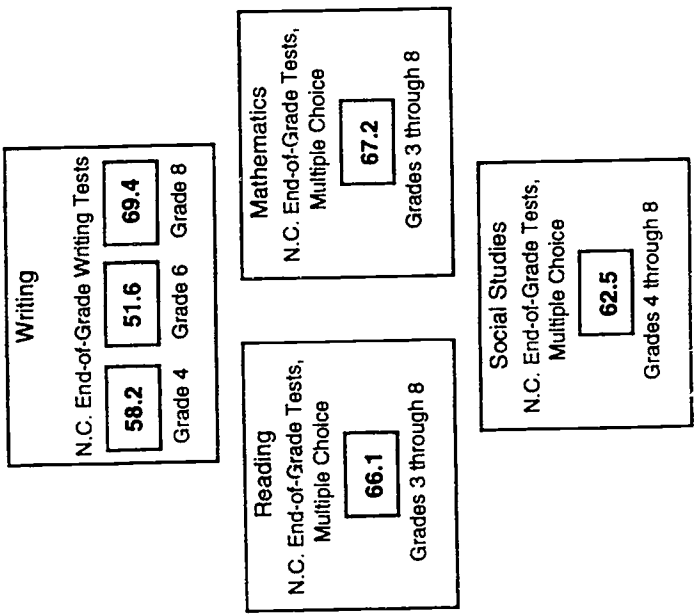 Writing
N.C. End-of-Grade Writing Tests
58.2 51.6 69.4
Grade 4 Grade 6 Grade 8
Reading
N.C. End-of-Grade Tests,
Multiple Choice
66.1
Grades 3 through 8
Mathematics
N.C. End-of-Grade Tests,
Multiple Choice
67.2
Grades 3 through 8
Social Studies
N.C. End-of-Grade Tests,
Multiple Choice
62.5
Grades 4 through 8